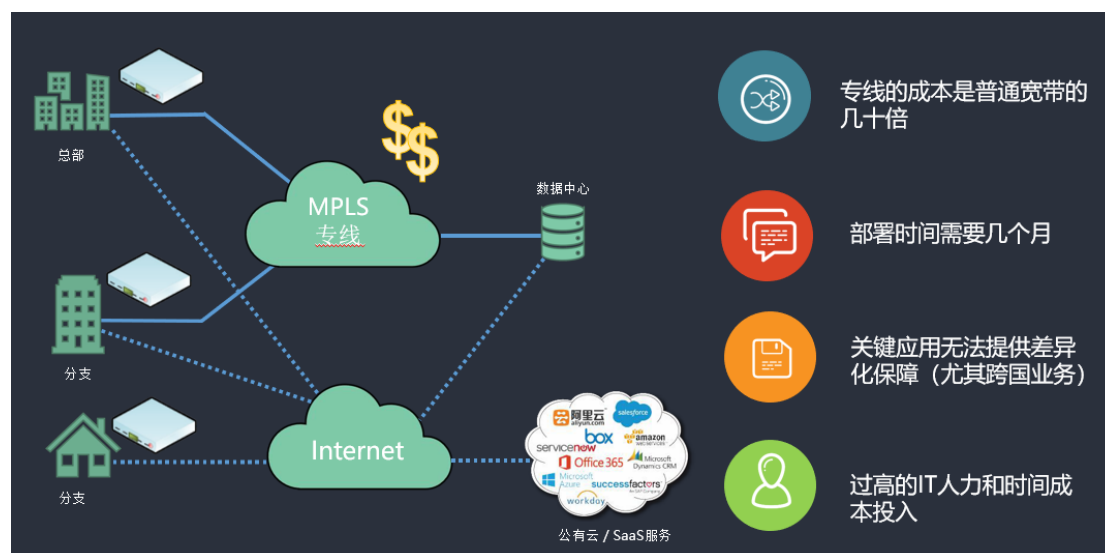 总部
$$
MPLS
专线
数据中心
分支
分支
Internet
阿里云
aliyun.com
salesforce
box
amazon
web services
servicenow
Office 365
Microsoft
Dynamics CRM
Microsoft
Azure
successfactors
An SAP Company
workday
公有云 / SaaS服务
专线的成本是普通宽带的
几十倍
部署时间需要几个月
关键应用无法提供差异
化保障（尤其跨国业务）
过高的IT人力和时间成
本投入